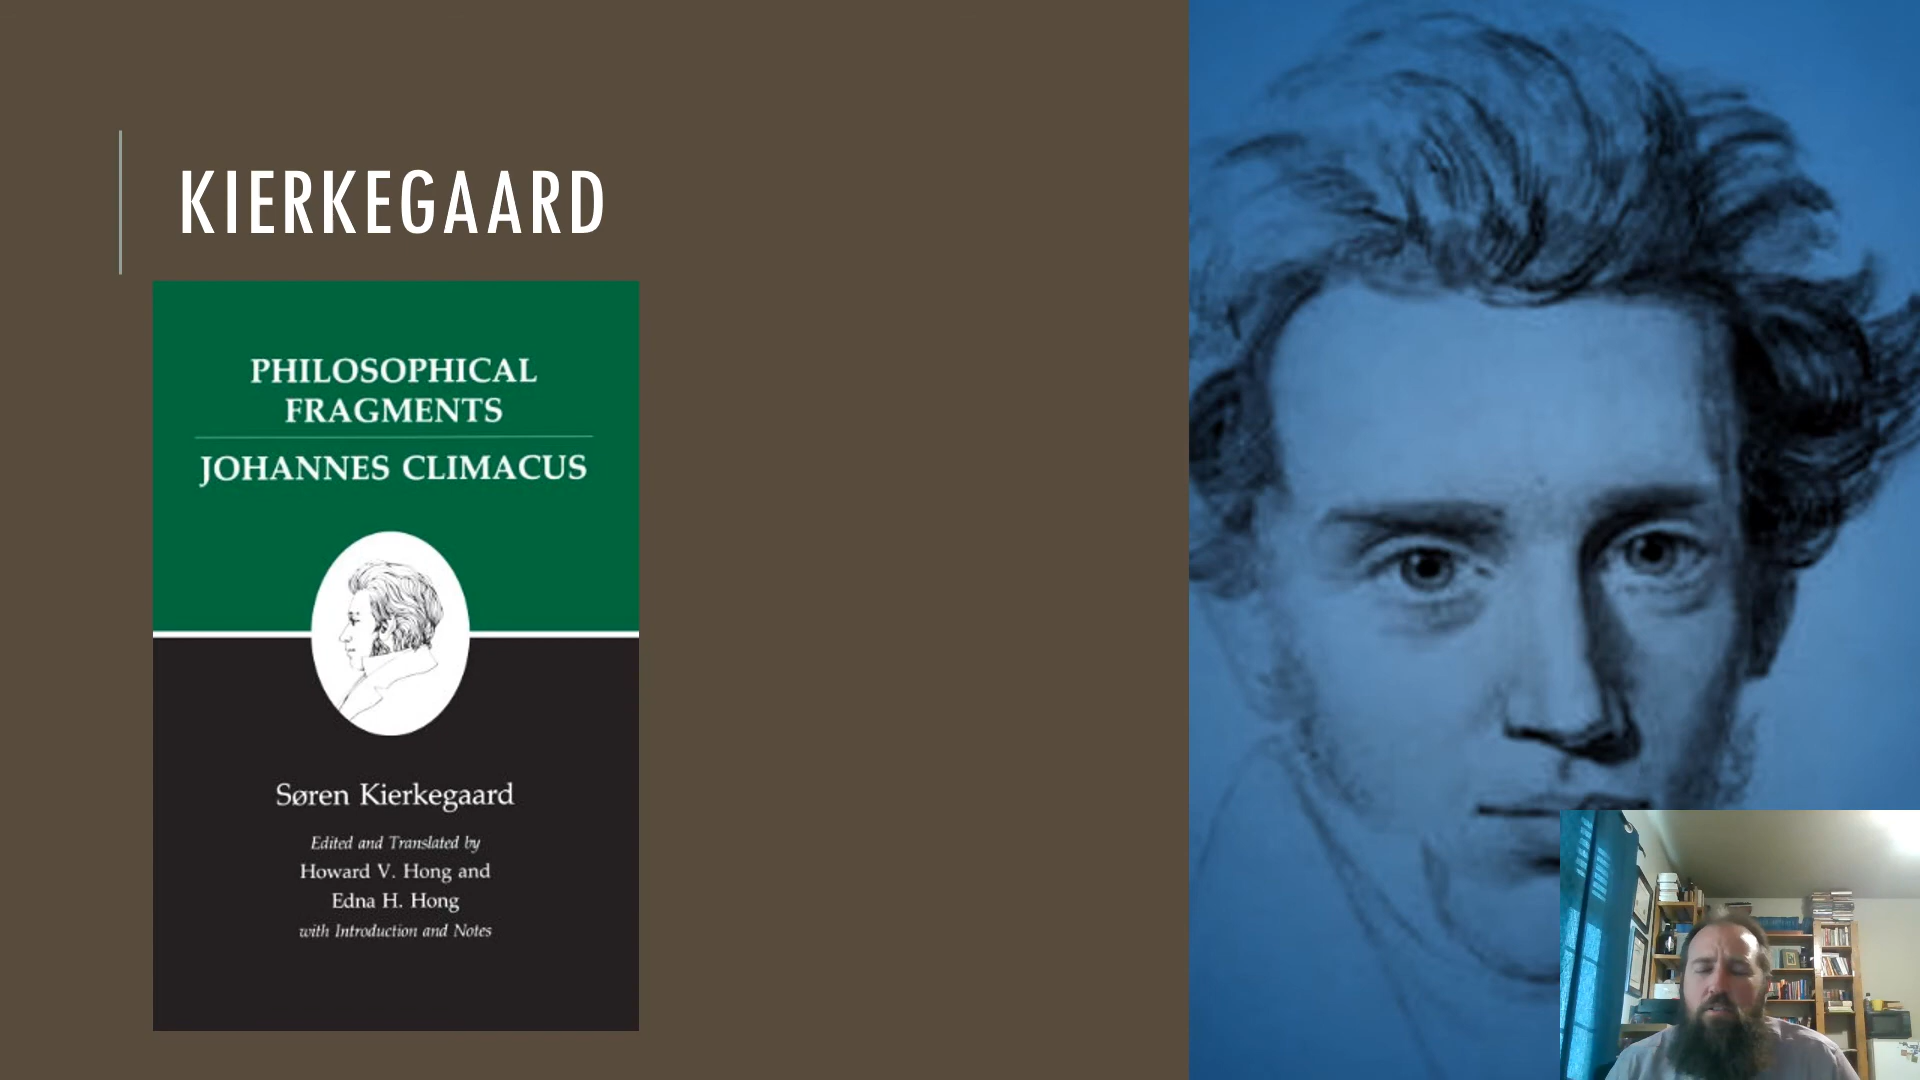 KIERKEGAARD
PHILOSOPHICAL
FRAGMENTS
JOHANNES CLIMACUS
Søren Kierkegaard
Edited and Translated by
Howard V. Hong and
Edna H. Hong
with Introduction and Notes